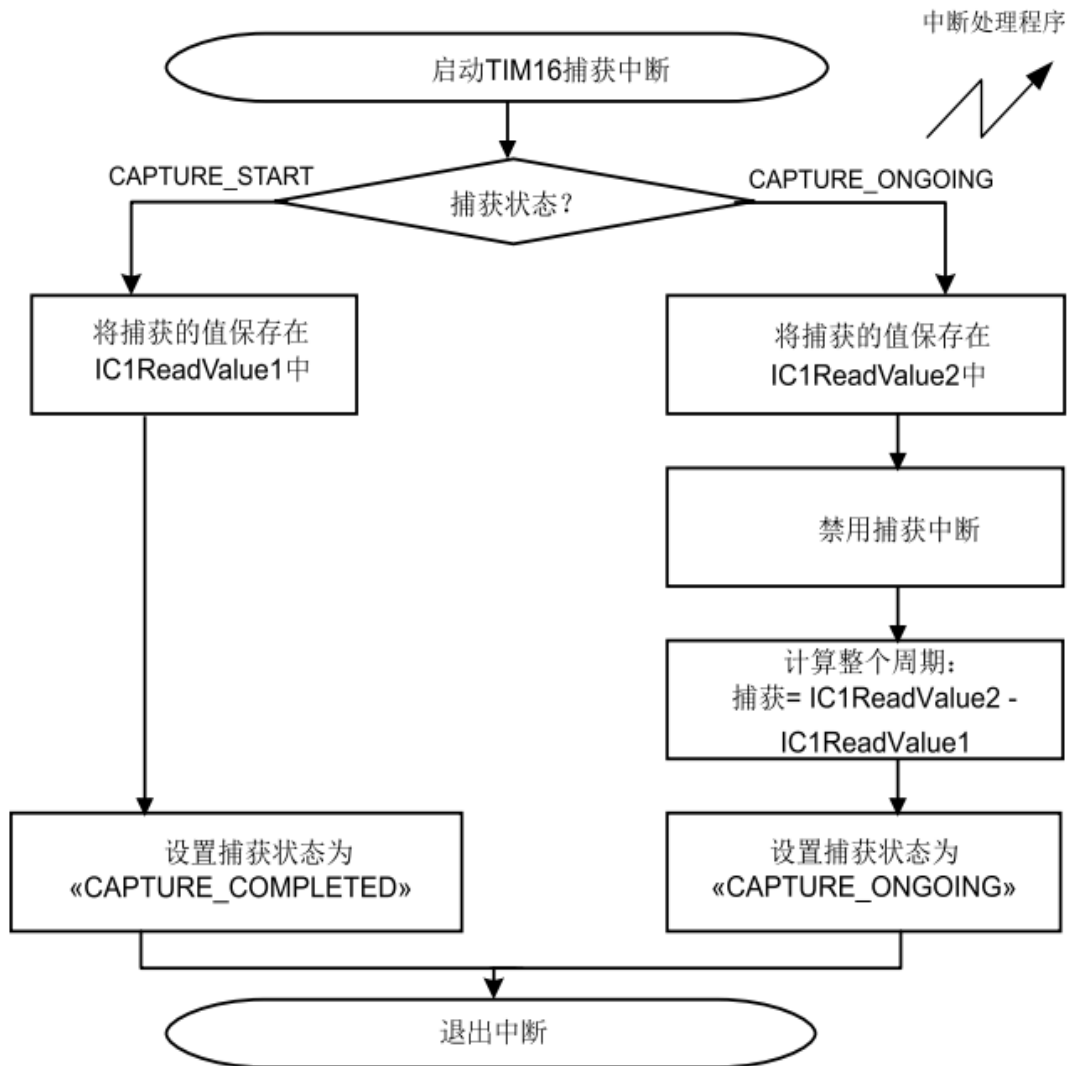 中断处理程序
启动TIM16捕获中断
CAPTURE_START
捕获状态?
CAPTURE_ONGOING
将捕获的值保存在
IC1ReadValue1中
将捕获的值保存在
IC1ReadValue2中
禁用捕获中断
计算整个周期:
捕获= IC1ReadValue2 -
IC1ReadValue1
设置捕获状态为
«CAPTURE_COMPLETED»
设置捕获状态为
«CAPTURE_ONGOING»
退出中断